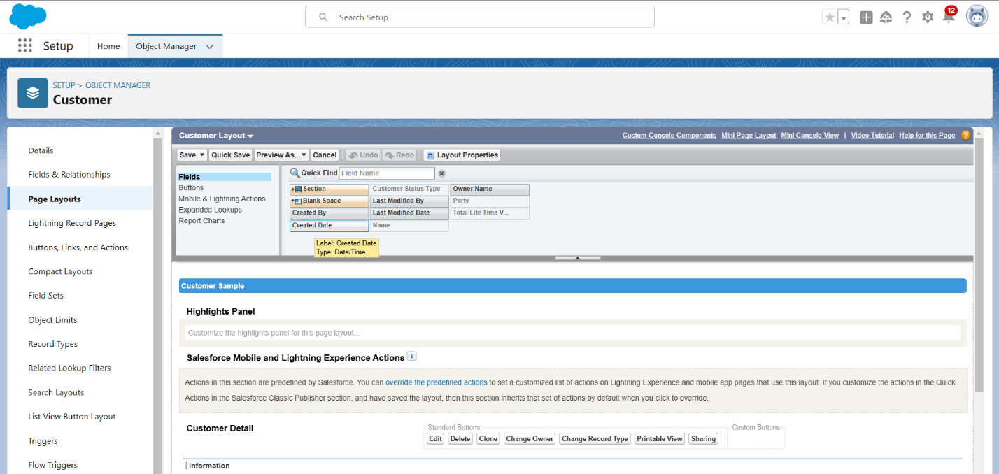 Search Setup
12
Setup
Home
Object Manager
SETUP > OBJECT MANAGER
Customer
Details
Fields & Relationships
Page Layouts
Lightning Record Pages
Buttons, Links, and Actions
Compact Layouts
Field Sets
Object Limits
Record Types
Related Lookup Filters
Search Layouts
List View Button Layout
Triggers
Flow Triggers
Customer Layout
Custom Console Components Mini Page Layout Mini Console View | Video Tutorial Help for this Page ?
Save Quick Save Preview As... Cancel Undo Redo Layout Properties
Fields
Buttons
Mobile & Lightning Actions
Expanded Lookups
Report Charts
Quick Find Field Name
Section Customer Status Type Owner Name
Blank Space Last Modified By Party
Created By Last Modified Date Total Life Time V...
Created Date Name
Label: Created Date
Type: Date/Time
Customer Sample
Highlights Panel
Customize the highlights panel for this page layout...
Salesforce Mobile and Lightning Experience Actions i
Actions in this section are predefined by Salesforce. You can override the predefined actions to set a customized list of actions on Lightning Experience and mobile app pages that use this layout. If you customize the actions in the Quick
Actions in the Salesforce Classic Publisher section, and have saved the layout, then this section inherits that set of actions by default when you click to override.
Customer Detail
Standard Buttons
Edit Delete Clone Change Owner Change Record Type Printable View Sharing
Custom Buttons
Information